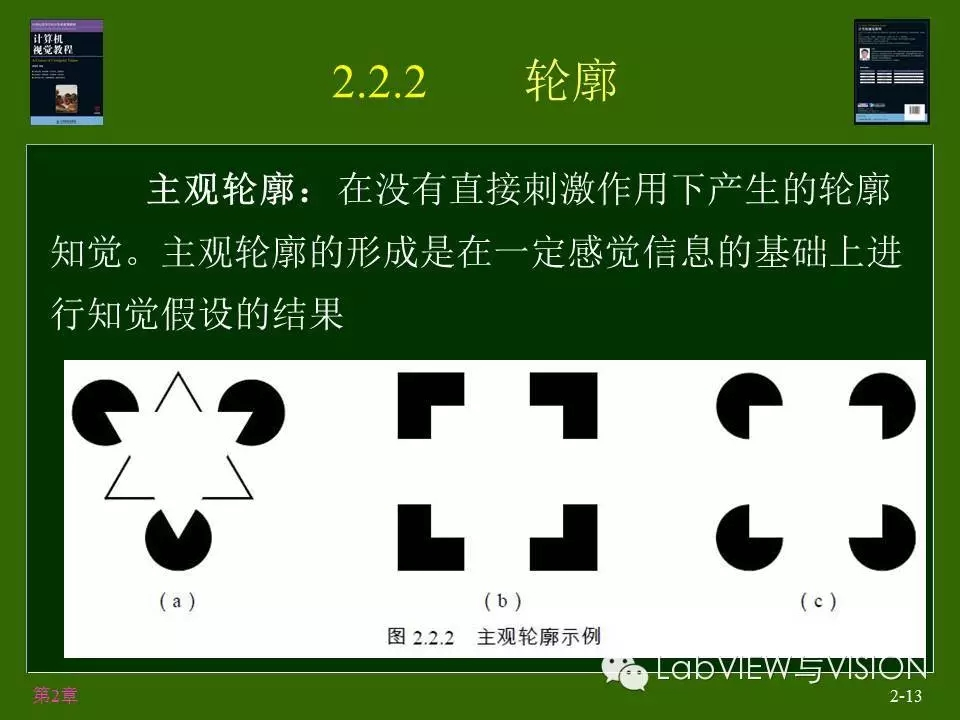 计算机
视觉教程
2.2.2 轮廓
主观轮廓：在没有直接刺激作用下产生的轮廓
知觉。主观轮廓的形成是在一定感觉信息的基础上进
行知觉假设的结果
（a） （b） （c）
图 2.2.2 主观轮廓示例
LabVIEW与VISION
第2章
2-13